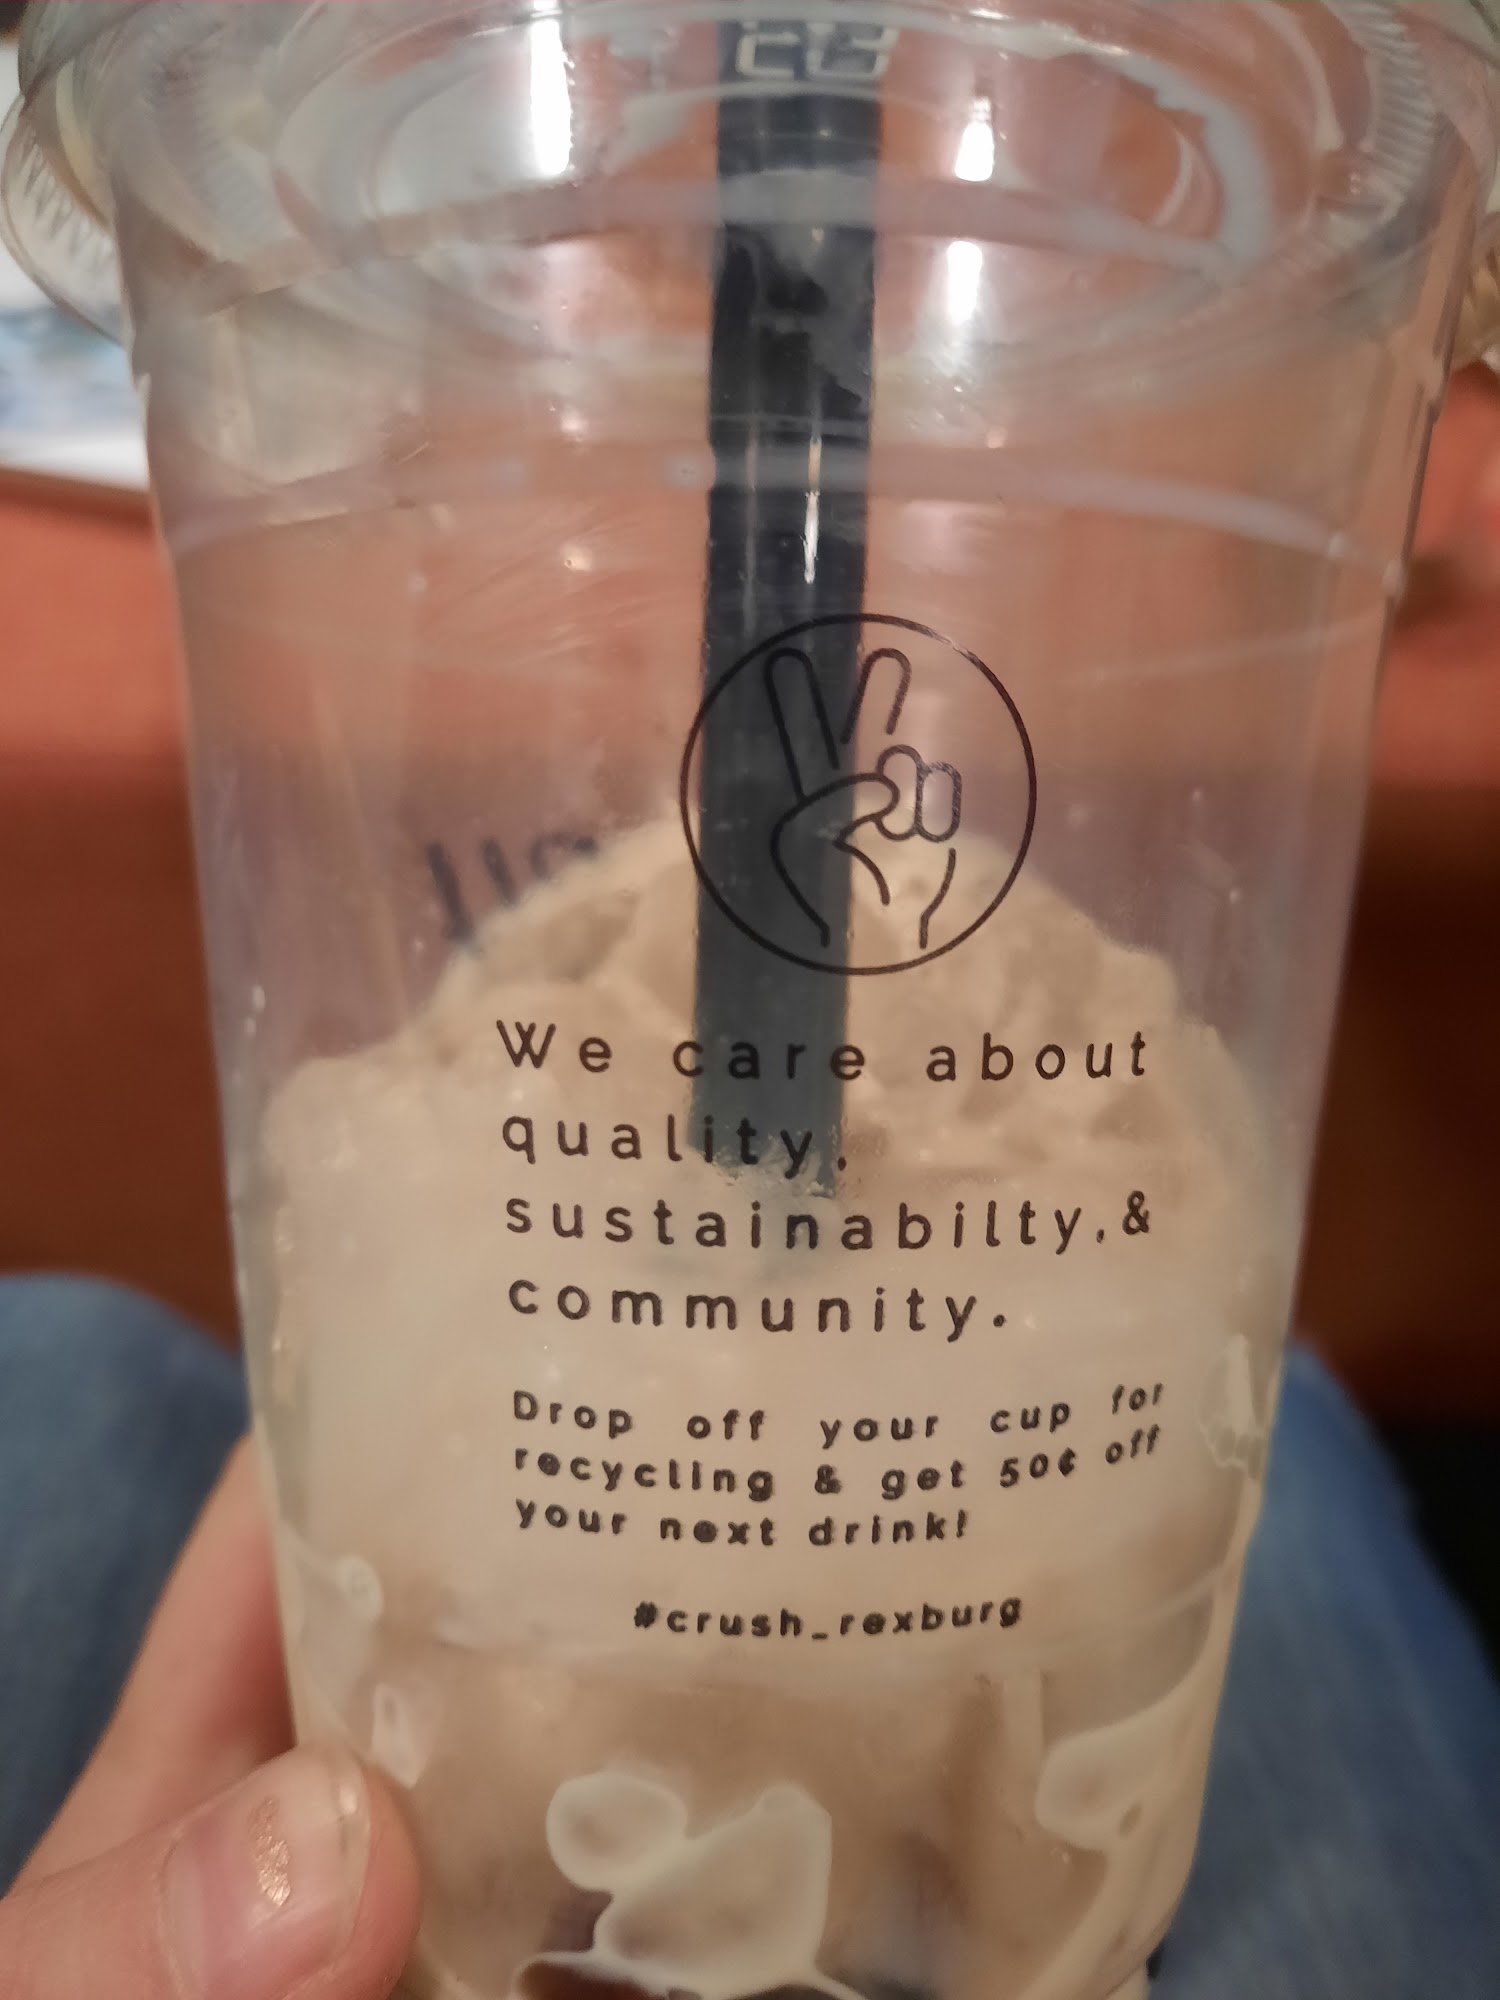 We care about
quality,
sustainabilty,&
community.
Drop off your cup for
recycling & get 50¢ off
your next drink!
#crush_rexburg